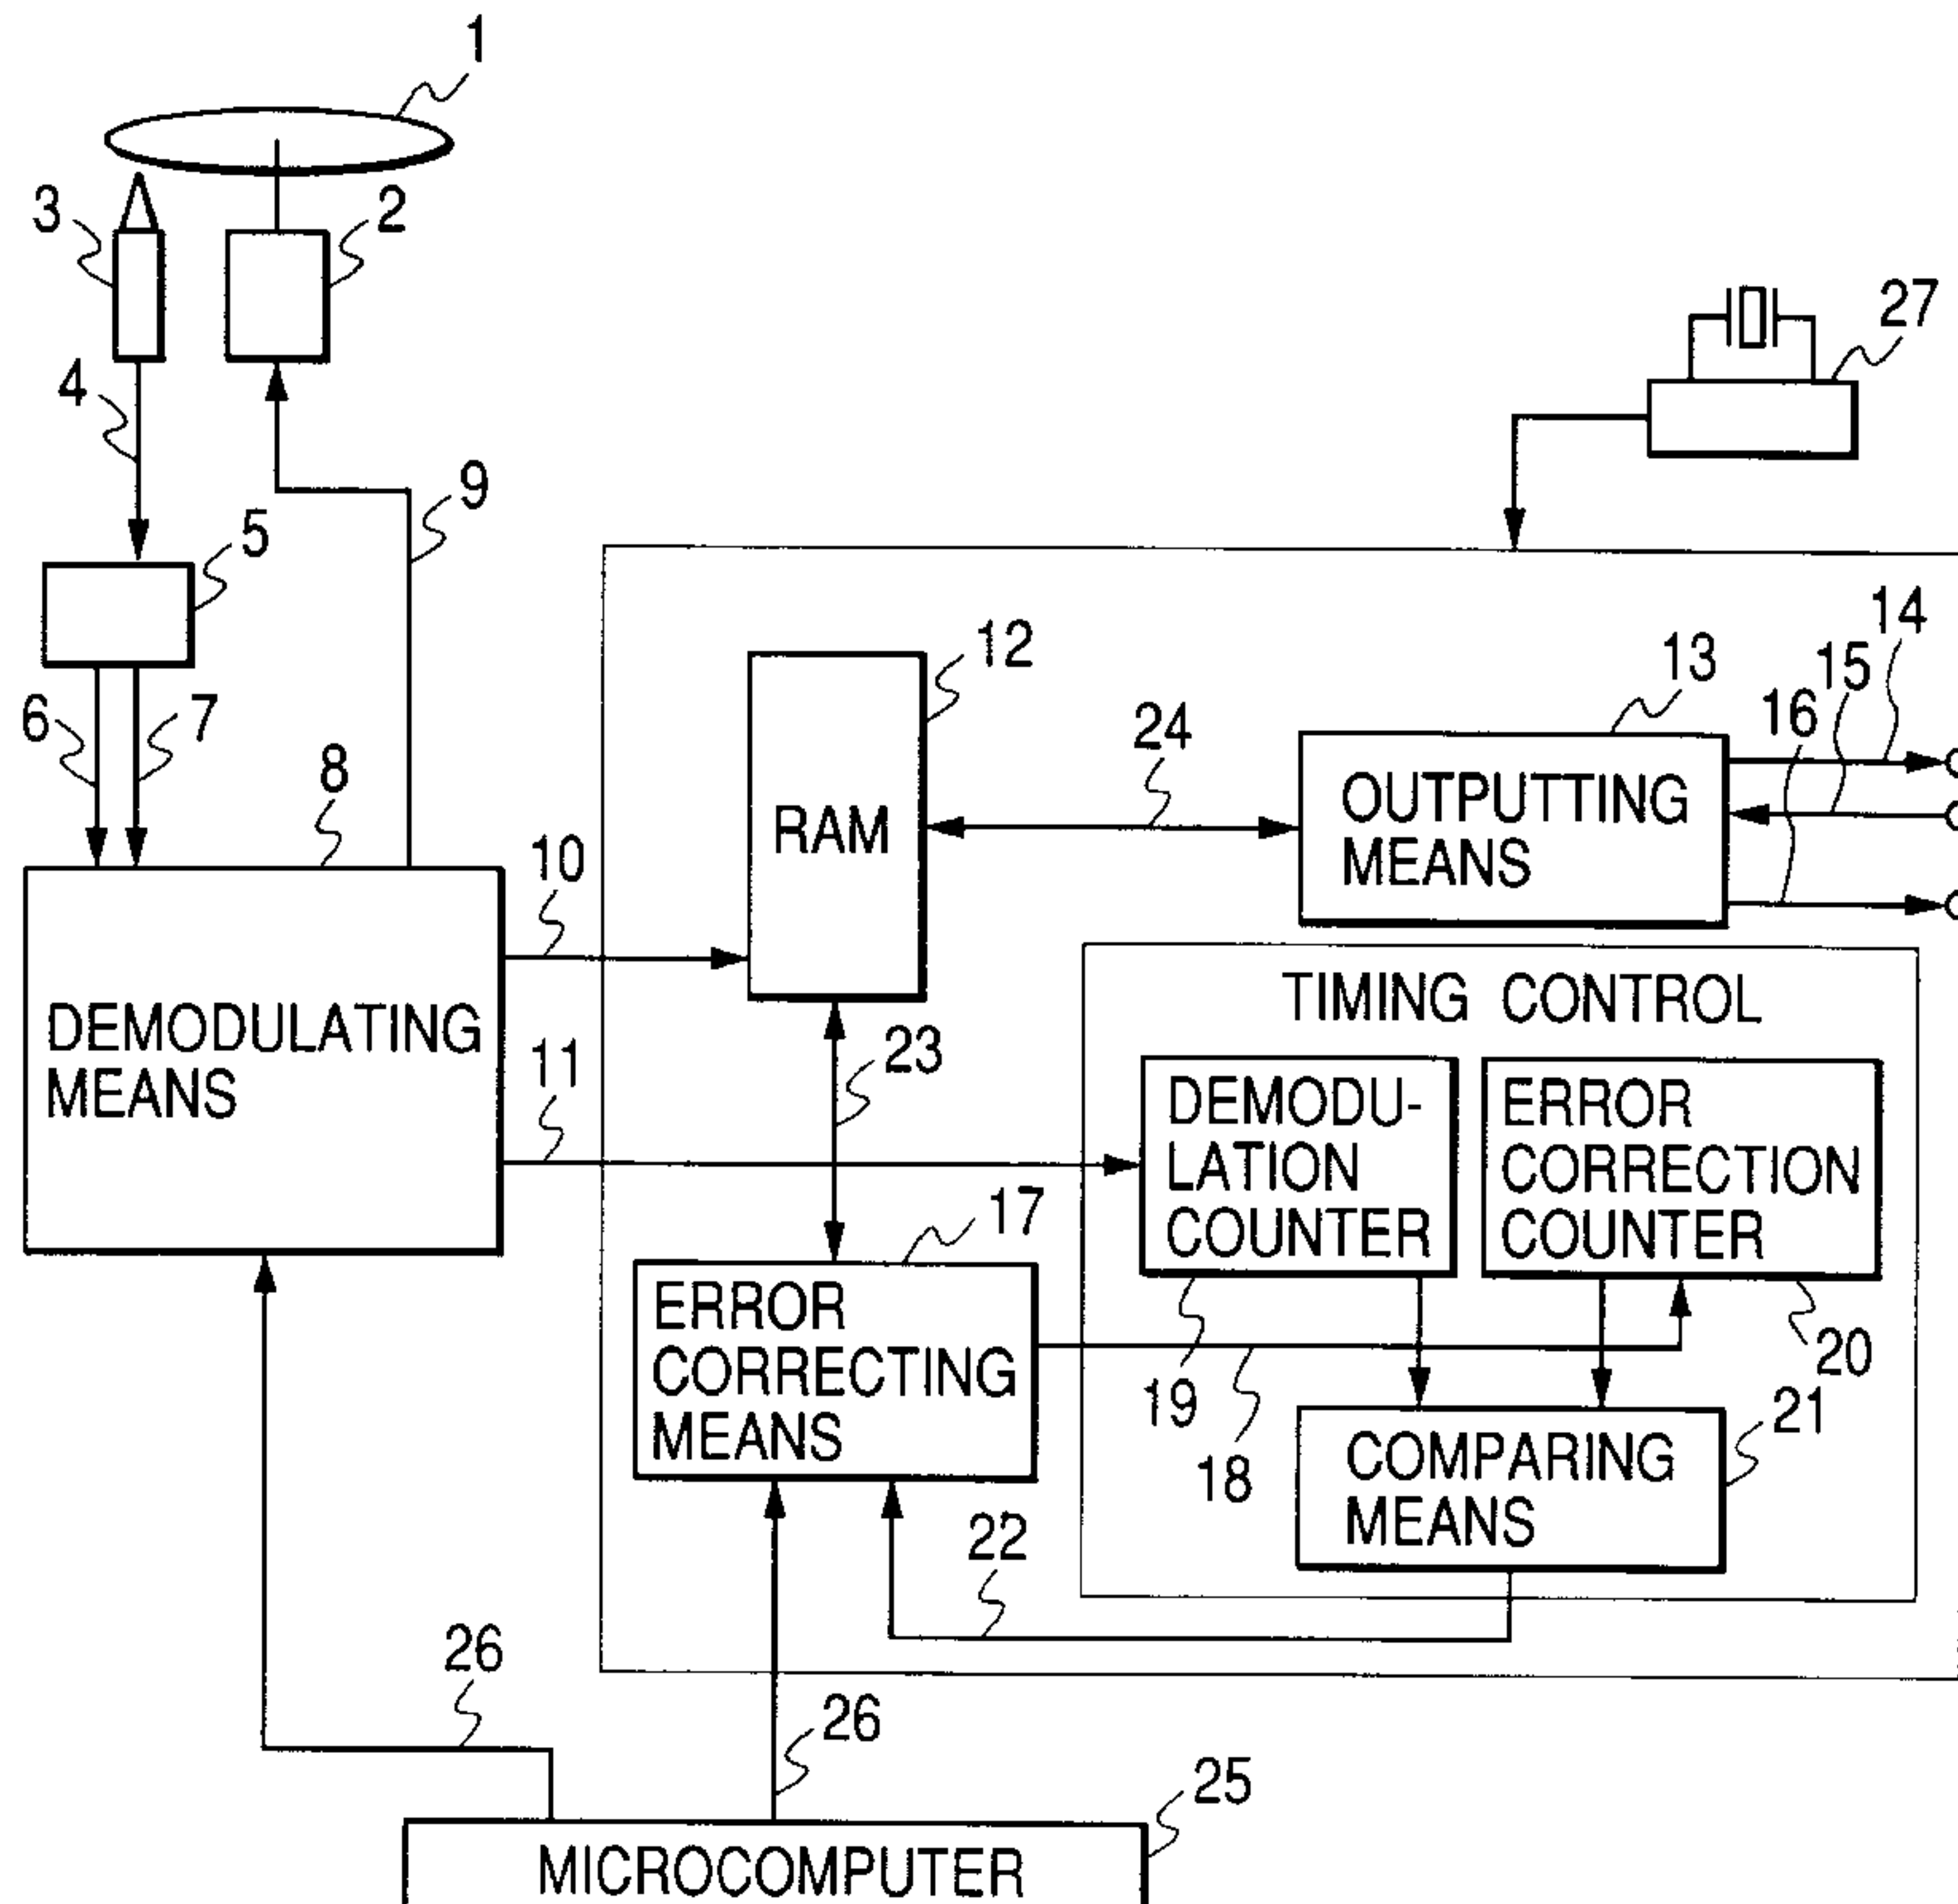 1
3
2
27
4
9
5
14
12
13
15
6
7
16
24
8
OUTPUTTING
MEANS
RAM
10
TIMING CONTROL
DEMODULATING
MEANS
11
23
DEMODU-
LATION
COUNTER
ERROR
CORRECTION
COUNTER
17
ERROR
CORRECTING
MEANS
20
19
21
18
COMPARING
MEANS
22
26
26
25
MICROCOMPUTER